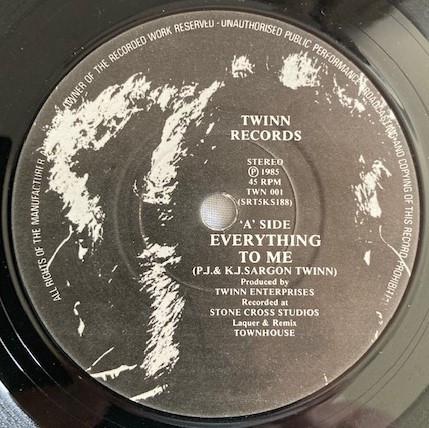 ALL RIGHTS OF THE MANUFACTURER AND OWNER OF THE RECORDED WORK RESERVED - UNAUTHORISED PUBLIC PERFORMANCE BROADCASTING AND COPYING OF THIS RECORD PROHIBITED
TWINN
RECORDS
STEREO
Ⓟ 1985
45 RPM
TWN 001
(SRT5KS188)
'A' SIDE
EVERYTHING
TO ME
(P.J.& K.J.SARGON TWINN)
Produced by
TWINN ENTERPRISES
Recorded at
STONE CROSS STUDIOS
Laquer & Remix
TOWNHOUSE